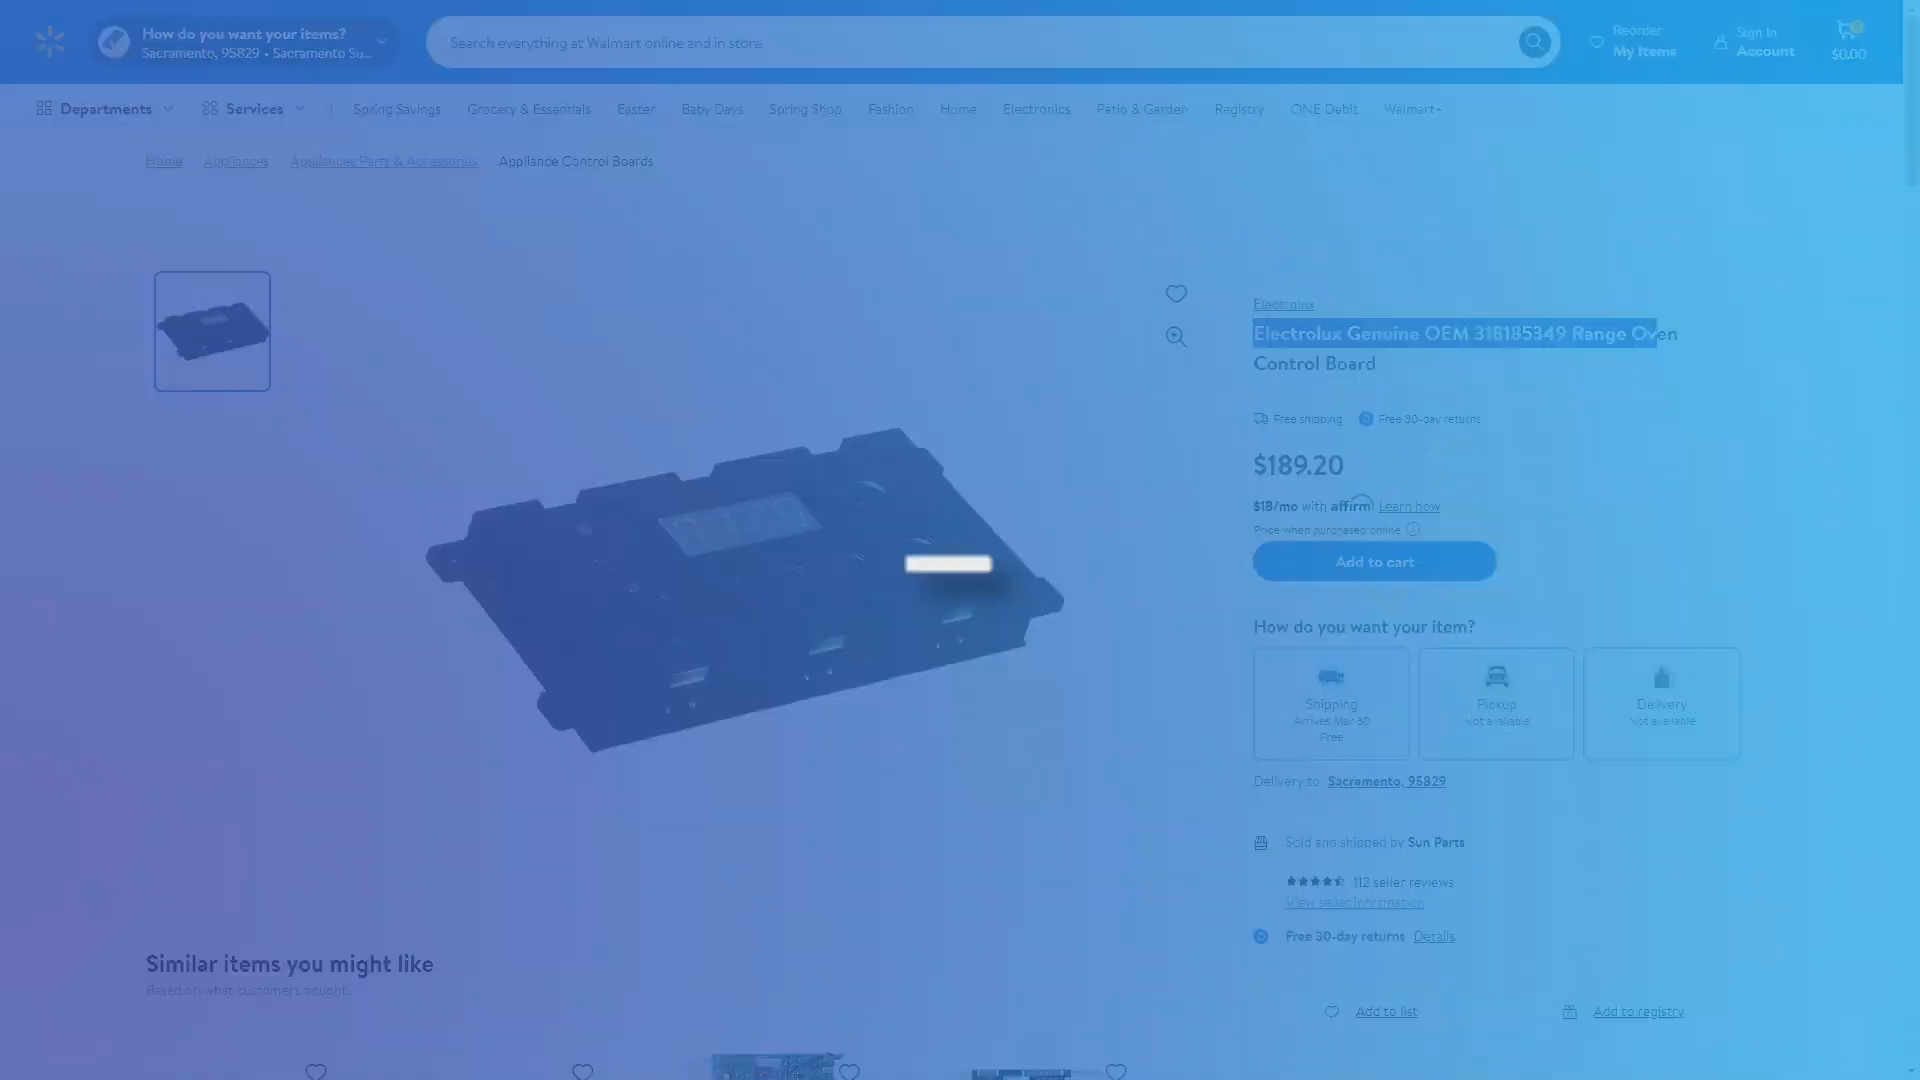 How do you want your items?
Sacramento, 95829 • Sacramento Su...
Search everything at Walmart online and in store
Reorder
My Items
Sign In
Account
$0.00
Departments
Services
Spring Savings
Grocery & Essentials
Easter
Baby Days
Spring Shop
Fashion
Home
Electronics
Patio & Garden
Registry
ONE Debit
Walmart+
Home
Appliances
Appliances Parts & Accessories
Appliance Control Boards
Electrolux
Electrolux Genuine OEM 318185349 Range Oven
Control Board
Free shipping
Free 30-day returns
$189.20
$18/mo with affirm Learn how
Price when purchased online
Add to cart
How do you want your item?
Shipping
Arrives Mar 30
Free
Pickup
Not available
Delivery
Not available
Delivery to Sacramento, 95829
Sold and shipped by Sun Parts
112 seller reviews
View seller information
Free 30-day returns Details
Similar items you might like
Based on what customers bought
Add to list
Add to registry